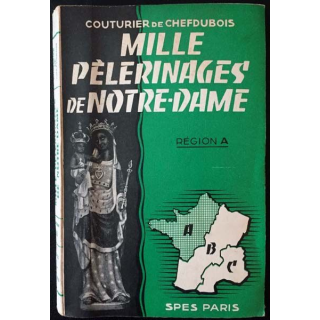 COUTURIER DE CHEFDUBOIS
MILLE
PÈLERINAGES
DE NOTRE-DAME
RÉGION A
A
B
C
SPES PARIS